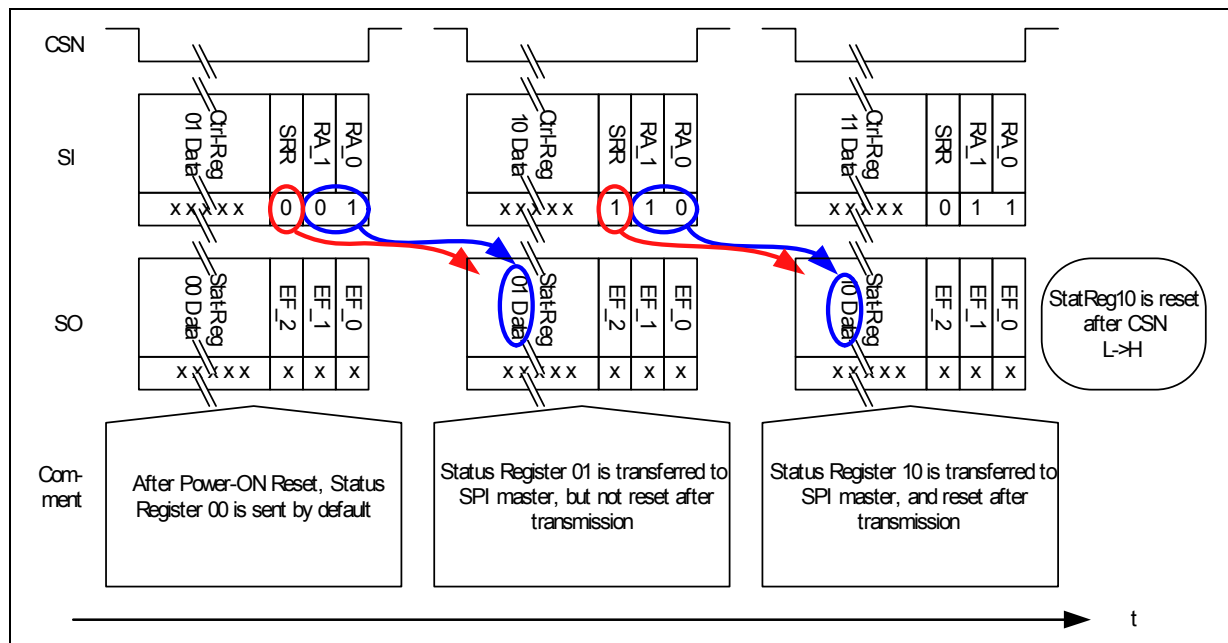 CSN
SI
Ctrl-Reg
01 Data
SRR
RA_1
RA_0
x x x x x
0
0
1
Ctrl-Reg
10 Data
SRR
RA_1
RA_0
x x x x x
1
1
0
Ctrl-Reg
11 Data
SRR
RA_1
RA_0
x x x x x
0
1
1
SO
Stat-Reg
00 Data
EF_2
EF_1
EF_0
x x x x x
x
x
x
Stat-Reg
01 Data
EF_2
EF_1
EF_0
x x x x x
x
x
x
Stat-Reg
10 Data
EF_2
EF_1
EF_0
x x x x x
x
x
x
StatReg10 is reset
after CSN
L->H
Com-
ment
After Power-ON Reset, Status
Register 00 is sent by default
Status Register 01 is transferred to
SPI master, but not reset after
transmission
Status Register 10 is transferred to
SPI master, and reset after
transmission
t